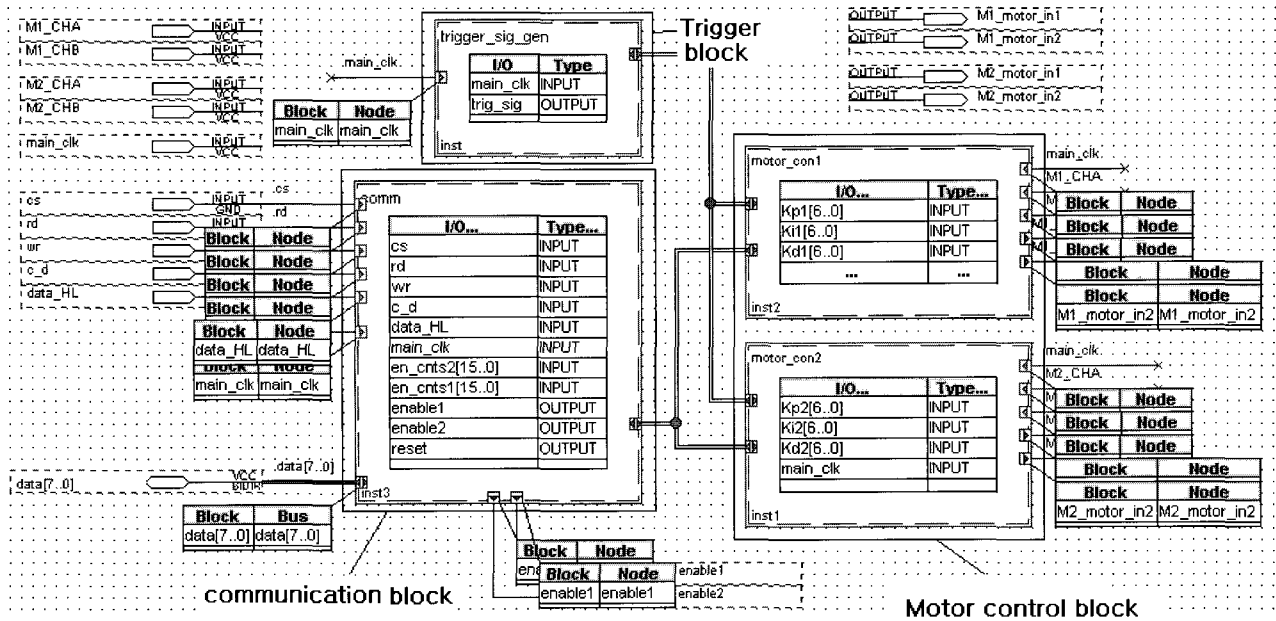 M1_CHA INPUT VCC
M1_CHB INPUT VCC
M2_CHA INPUT VCC
M2_CHB INPUT VCC
main_clk INPUT VCC
trigger_sig_gen
I/O Type
main_clk INPUT
trig_sig OUTPUT
inst
main_clk
Block Node
main_clk main_clk
Trigger
block
OUTPUT M1_motor_in1
OUTPUT M1_motor_in2
OUTPUT M2_motor_in1
OUTPUT M2_motor_in2
cs INPUT GND
rd INPUT
wr
c_d
data_HL
.cs
.rd
Block Node
Block Node
Block Node
Block Node
Block Node
data_HL data_HL
Block Node
main_clk main_clk
comm
I/O... Type...
cs INPUT
rd INPUT
wr INPUT
c_d INPUT
data_HL INPUT
main_clk INPUT
en_cnts2[15..0] INPUT
en_cnts1[15..0] INPUT
enable1 OUTPUT
enable2 OUTPUT
reset OUTPUT
inst3
data[7..0] VCC BIDIR
.data[7..0]
Block Bus
data[7..0] data[7..0]
Block Node
Block Node
enable1 enable1
enable1
enable2
communication block
motor_con1
I/O... Type...
Kp1[6..0] INPUT
Ki1[6..0] INPUT
Kd1[6..0] INPUT
... ...
inst2
main_clk
M1_CHA
Block Node
Block Node
Block Node
Block Node
Block Node
M1_motor_in2 M1_motor_in2
motor_con2
I/O... Type...
Kp2[6..0] INPUT
Ki2[6..0] INPUT
Kd2[6..0] INPUT
main_clk INPUT
inst1
main_clk
M2_CHA
Block Node
Block Node
Block Node
Block Node
Block Node
M2_motor_in2 M2_motor_in2
Motor control block